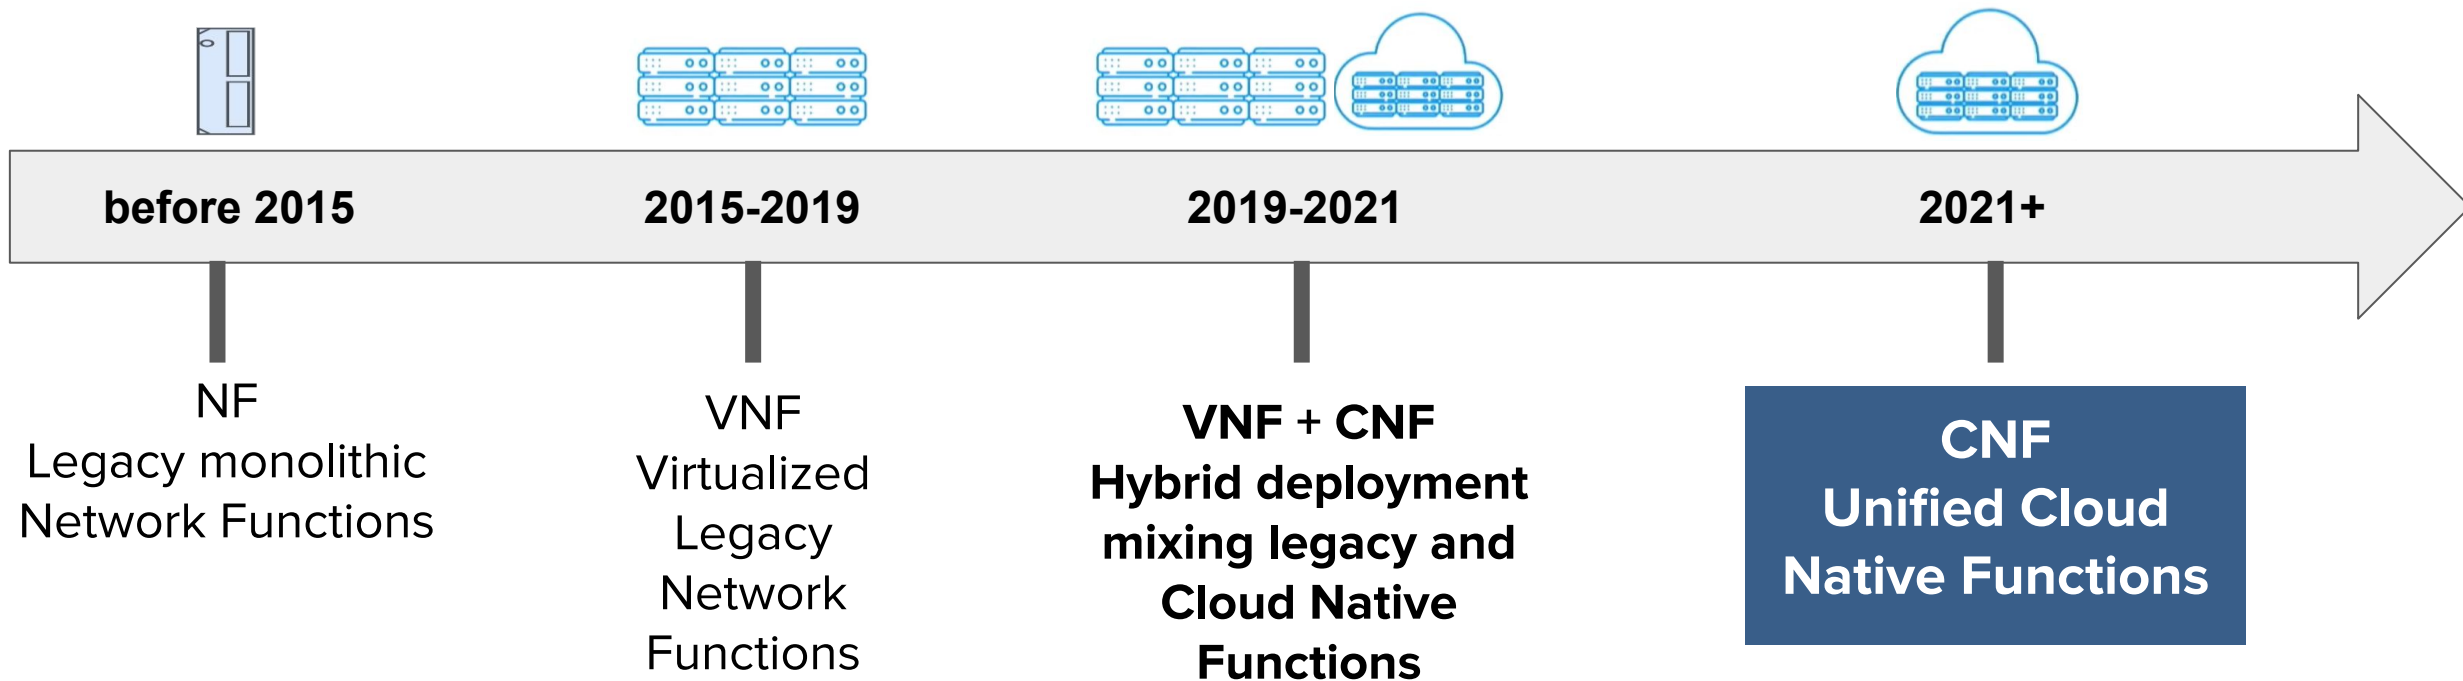 before 2015
2015-2019
2019-2021
2021+
NF
Legacy monolithic
Network Functions
VNF
Virtualized
Legacy
Network
Functions
VNF + CNF
Hybrid deployment
mixing legacy and
Cloud Native
Functions
CNF
Unified Cloud
Native Functions